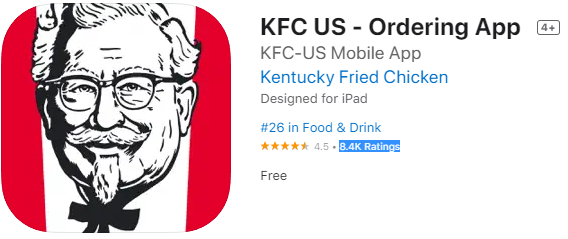 KFC US - Ordering App 4+
KFC-US Mobile App
Kentucky Fried Chicken
Designed for iPad
#26 in Food & Drink
4.5 • 8.4K Ratings
Free